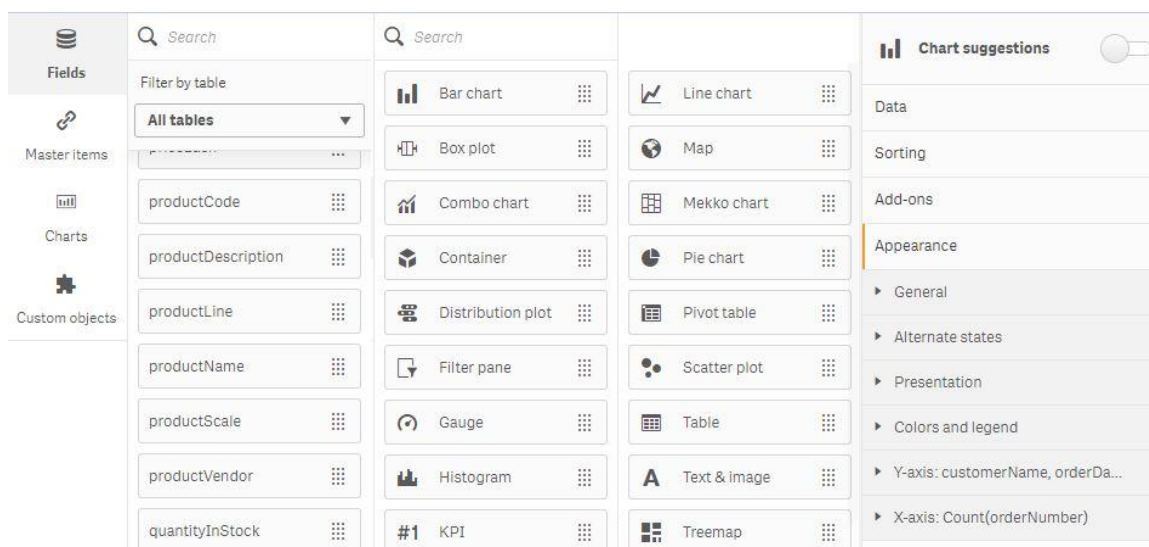 Fields
Master items
Charts
Custom objects
Search
Filter by table
All tables
productCode
productDescription
productLine
productName
productScale
productVendor
quantityInStock
Search
Bar chart
Box plot
Combo chart
Container
Distribution plot
Filter pane
Gauge
Histogram
#1 KPI
Line chart
Map
Mekko chart
Pie chart
Pivot table
Scatter plot
Table
A Text & image
Treemap
Chart suggestions
Data
Sorting
Add-ons
Appearance
General
Alternate states
Presentation
Colors and legend
Y-axis: customerName, orderDa...
X-axis: Count(orderNumber)